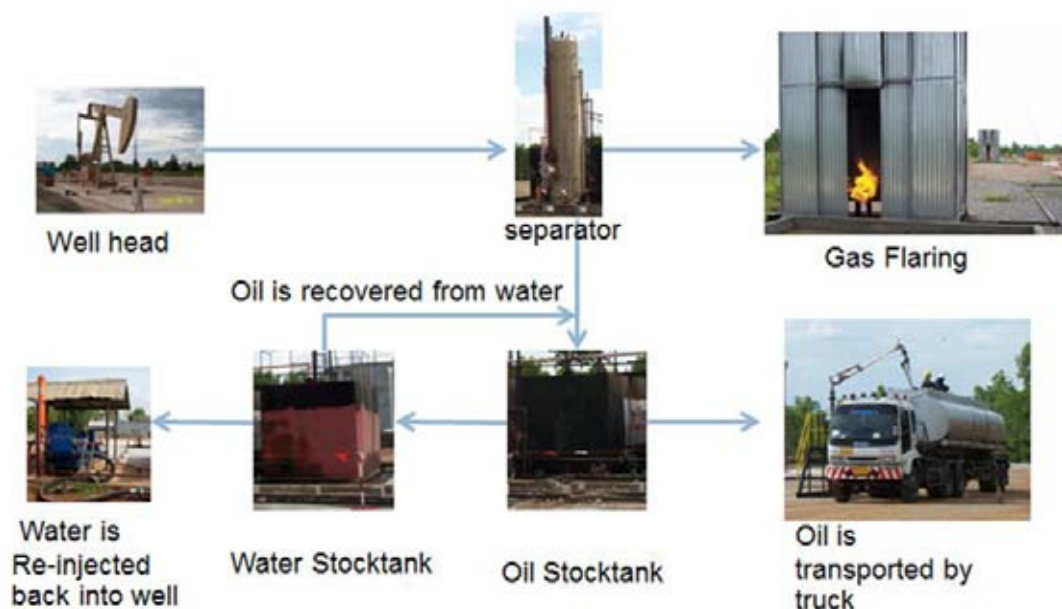 Well head
separator
Gas Flaring
Oil is recovered from water
Water is
Re-injected
back into well
Water Stocktank
Oil Stocktank
Oil is
transported by
truck